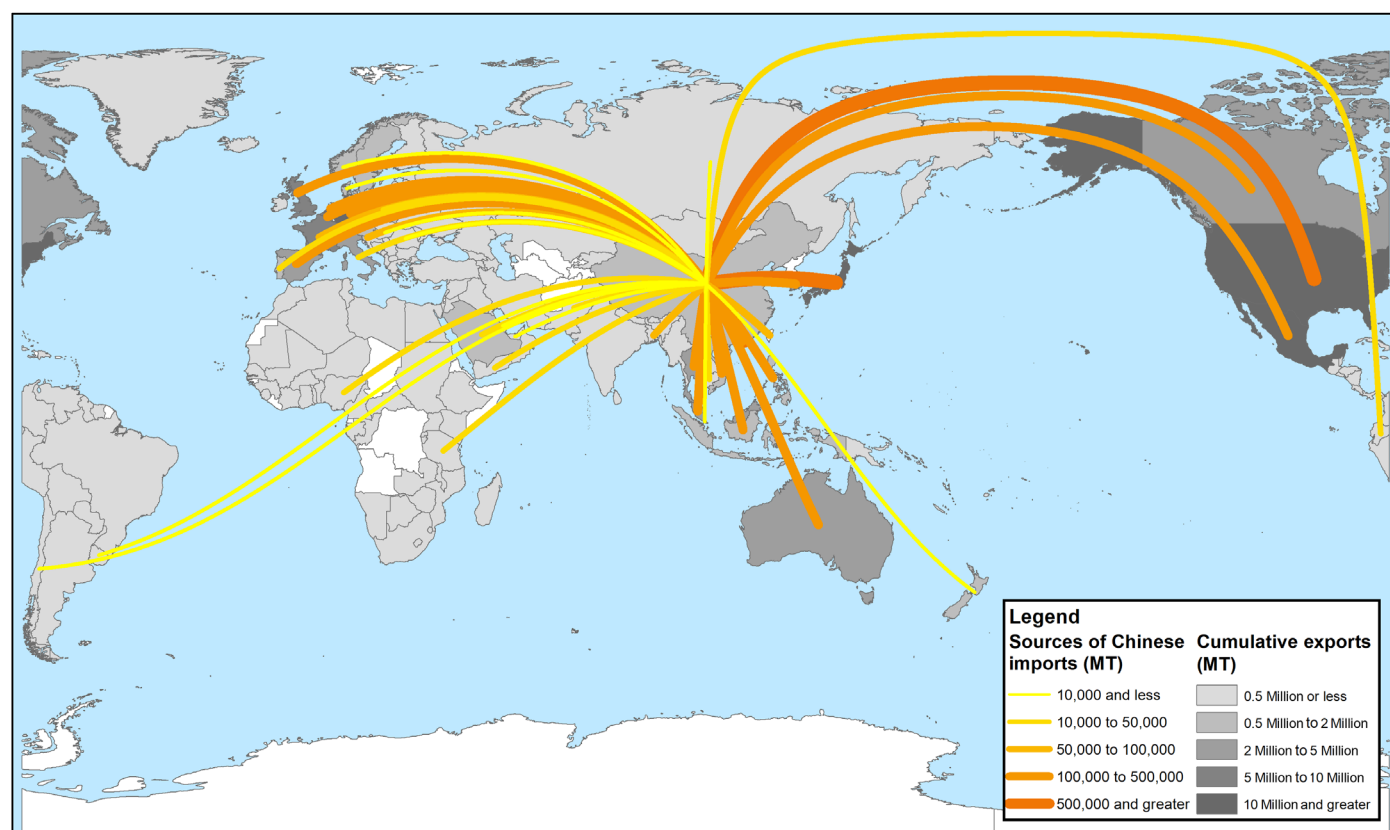 Legend
Sources of Chinese
imports (MT)
10,000 and less
10,000 to 50,000
50,000 to 100,000
100,000 to 500,000
500,000 and greater
Cumulative exports
(MT)
0.5 Million or less
0.5 Million to 2 Million
2 Million to 5 Million
5 Million to 10 Million
10 Million and greater